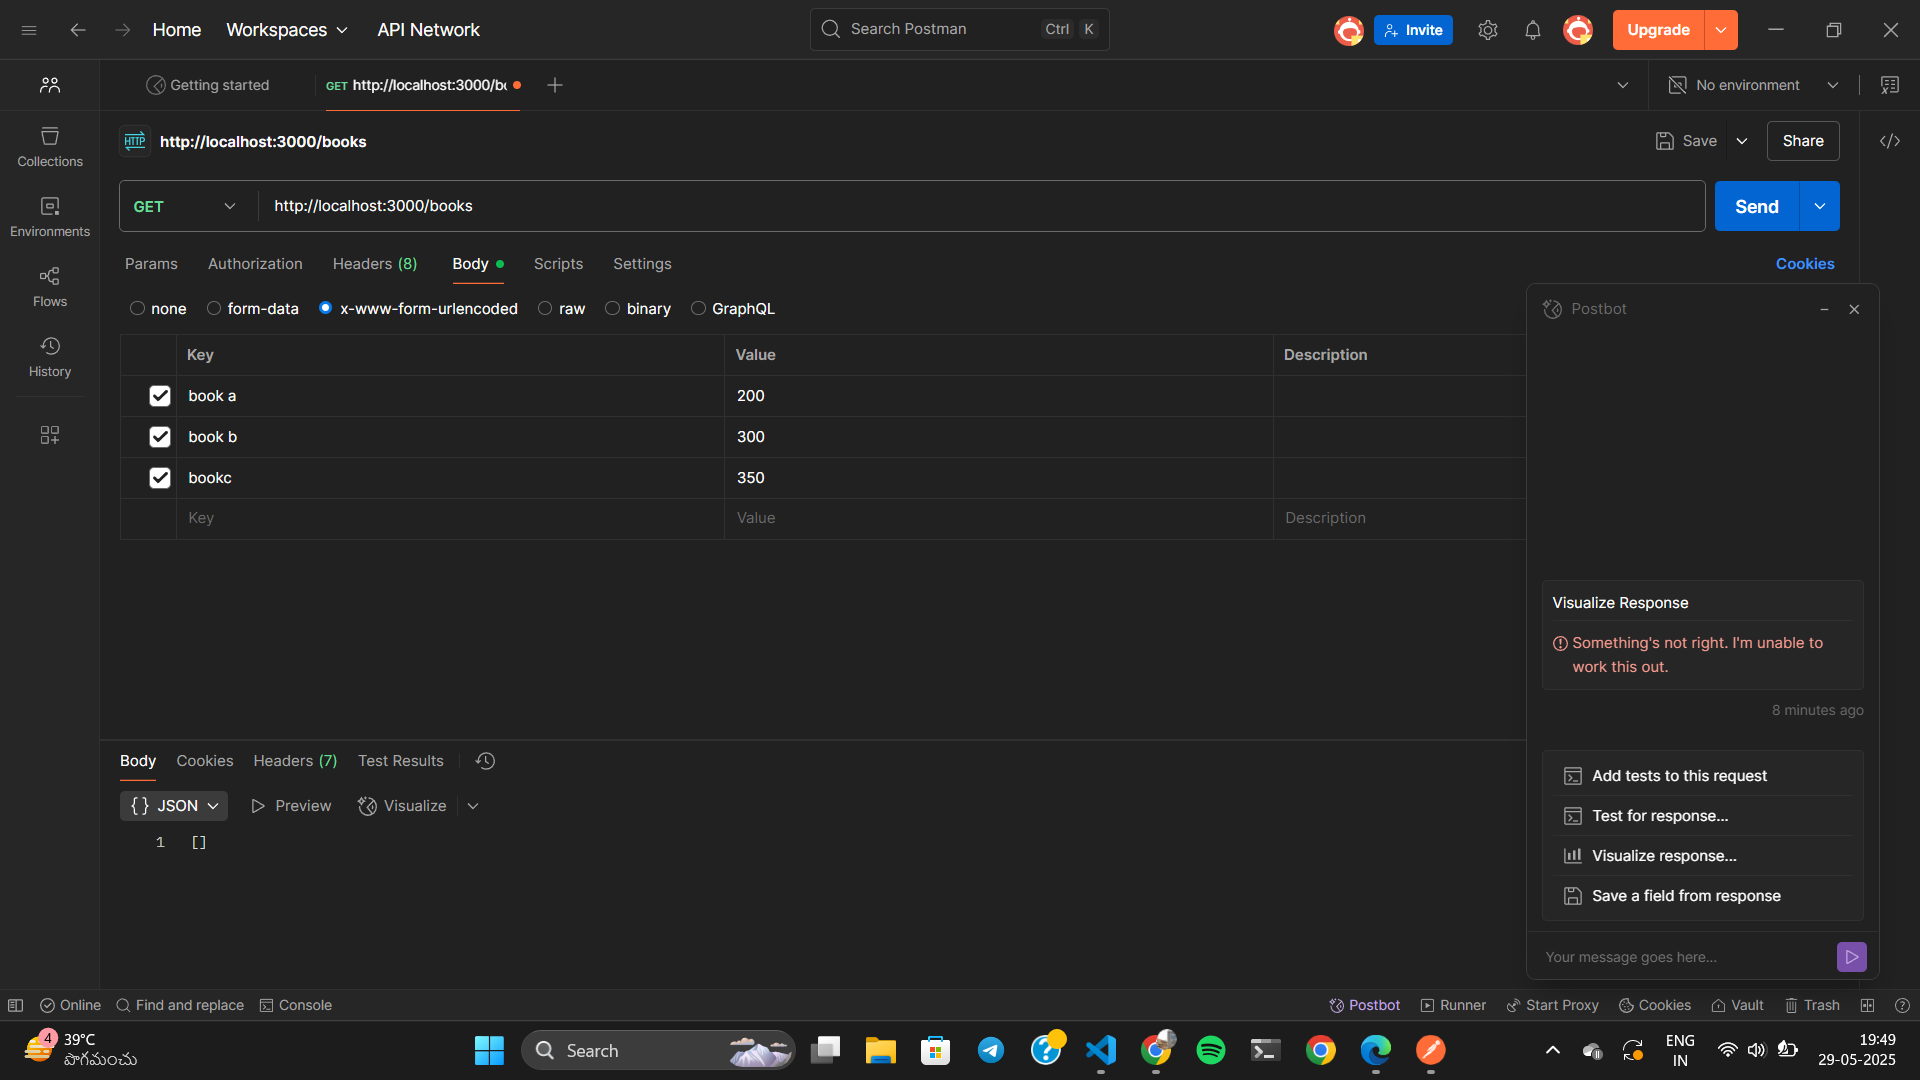 Home Workspaces API Network Search Postman Ctrl K Invite Upgrade
Getting started GET http://localhost:3000/b No environment
HTTP http://localhost:3000/books Save Share
Collections
GET http://localhost:3000/books Send
Environments
Params Authorization Headers (8) Body Scripts Settings Cookies
Flows
none form-data x-www-form-urlencoded raw binary GraphQL
Postbot
History
Key Value Description
book a 200
book b 300
bookc 350
Key Value Description
Visualize Response
Something's not right. I'm unable to
work this out.
8 minutes ago
Body Cookies Headers (7) Test Results
{} JSON Preview Visualize
1 []
Add tests to this request
Test for response...
Visualize response...
Save a field from response
Your message goes here...
Online Find and replace Console Postbot Runner Start Proxy Cookies Vault Trash
4 39°C
పొగమంచు
Search
ENG
IN
19:49
29-05-2025